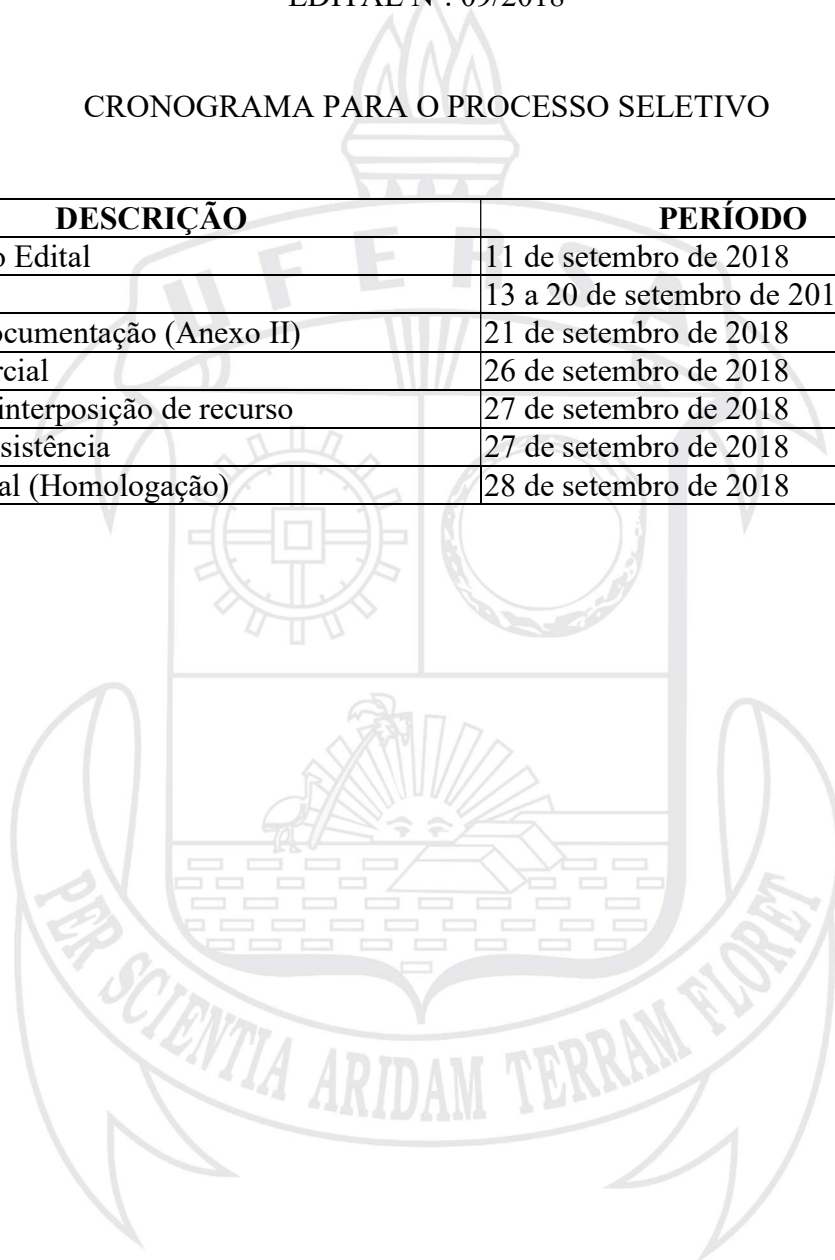 EDITAL Nº. 09/2018
CRONOGRAMA PARA O PROCESSO SELETIVO
DESCRIÇÃO PERÍODO
o Edital 11 de setembro de 2018
13 a 20 de setembro de 201
ocumentação (Anexo II) 21 de setembro de 2018
rcial 26 de setembro de 2018
interposição de recurso 27 de setembro de 2018
sistência 27 de setembro de 2018
al (Homologação) 28 de setembro de 2018
UFERSA
PER SCIENTIA ARIDAM TERRAM FLORET